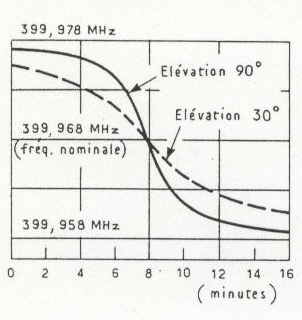 399,978 MHz
Elévation 90°
Elévation 30°
399,968 MHz
(freq. nominale)
399,958 MHz
0 2 4 6 8 10 12 14 16
(minutes)